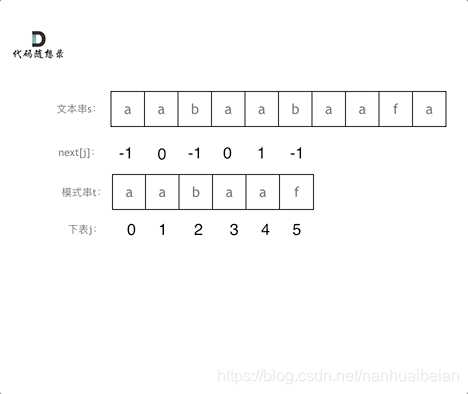 代码随想录
文本串s: a a b a a b a a f a
next[j]: -1 0 -1 0 1 -1
模式串t: a a b a a f
下表j: 0 1 2 3 4 5
https://blog.csdn.net/nanhuaibeian